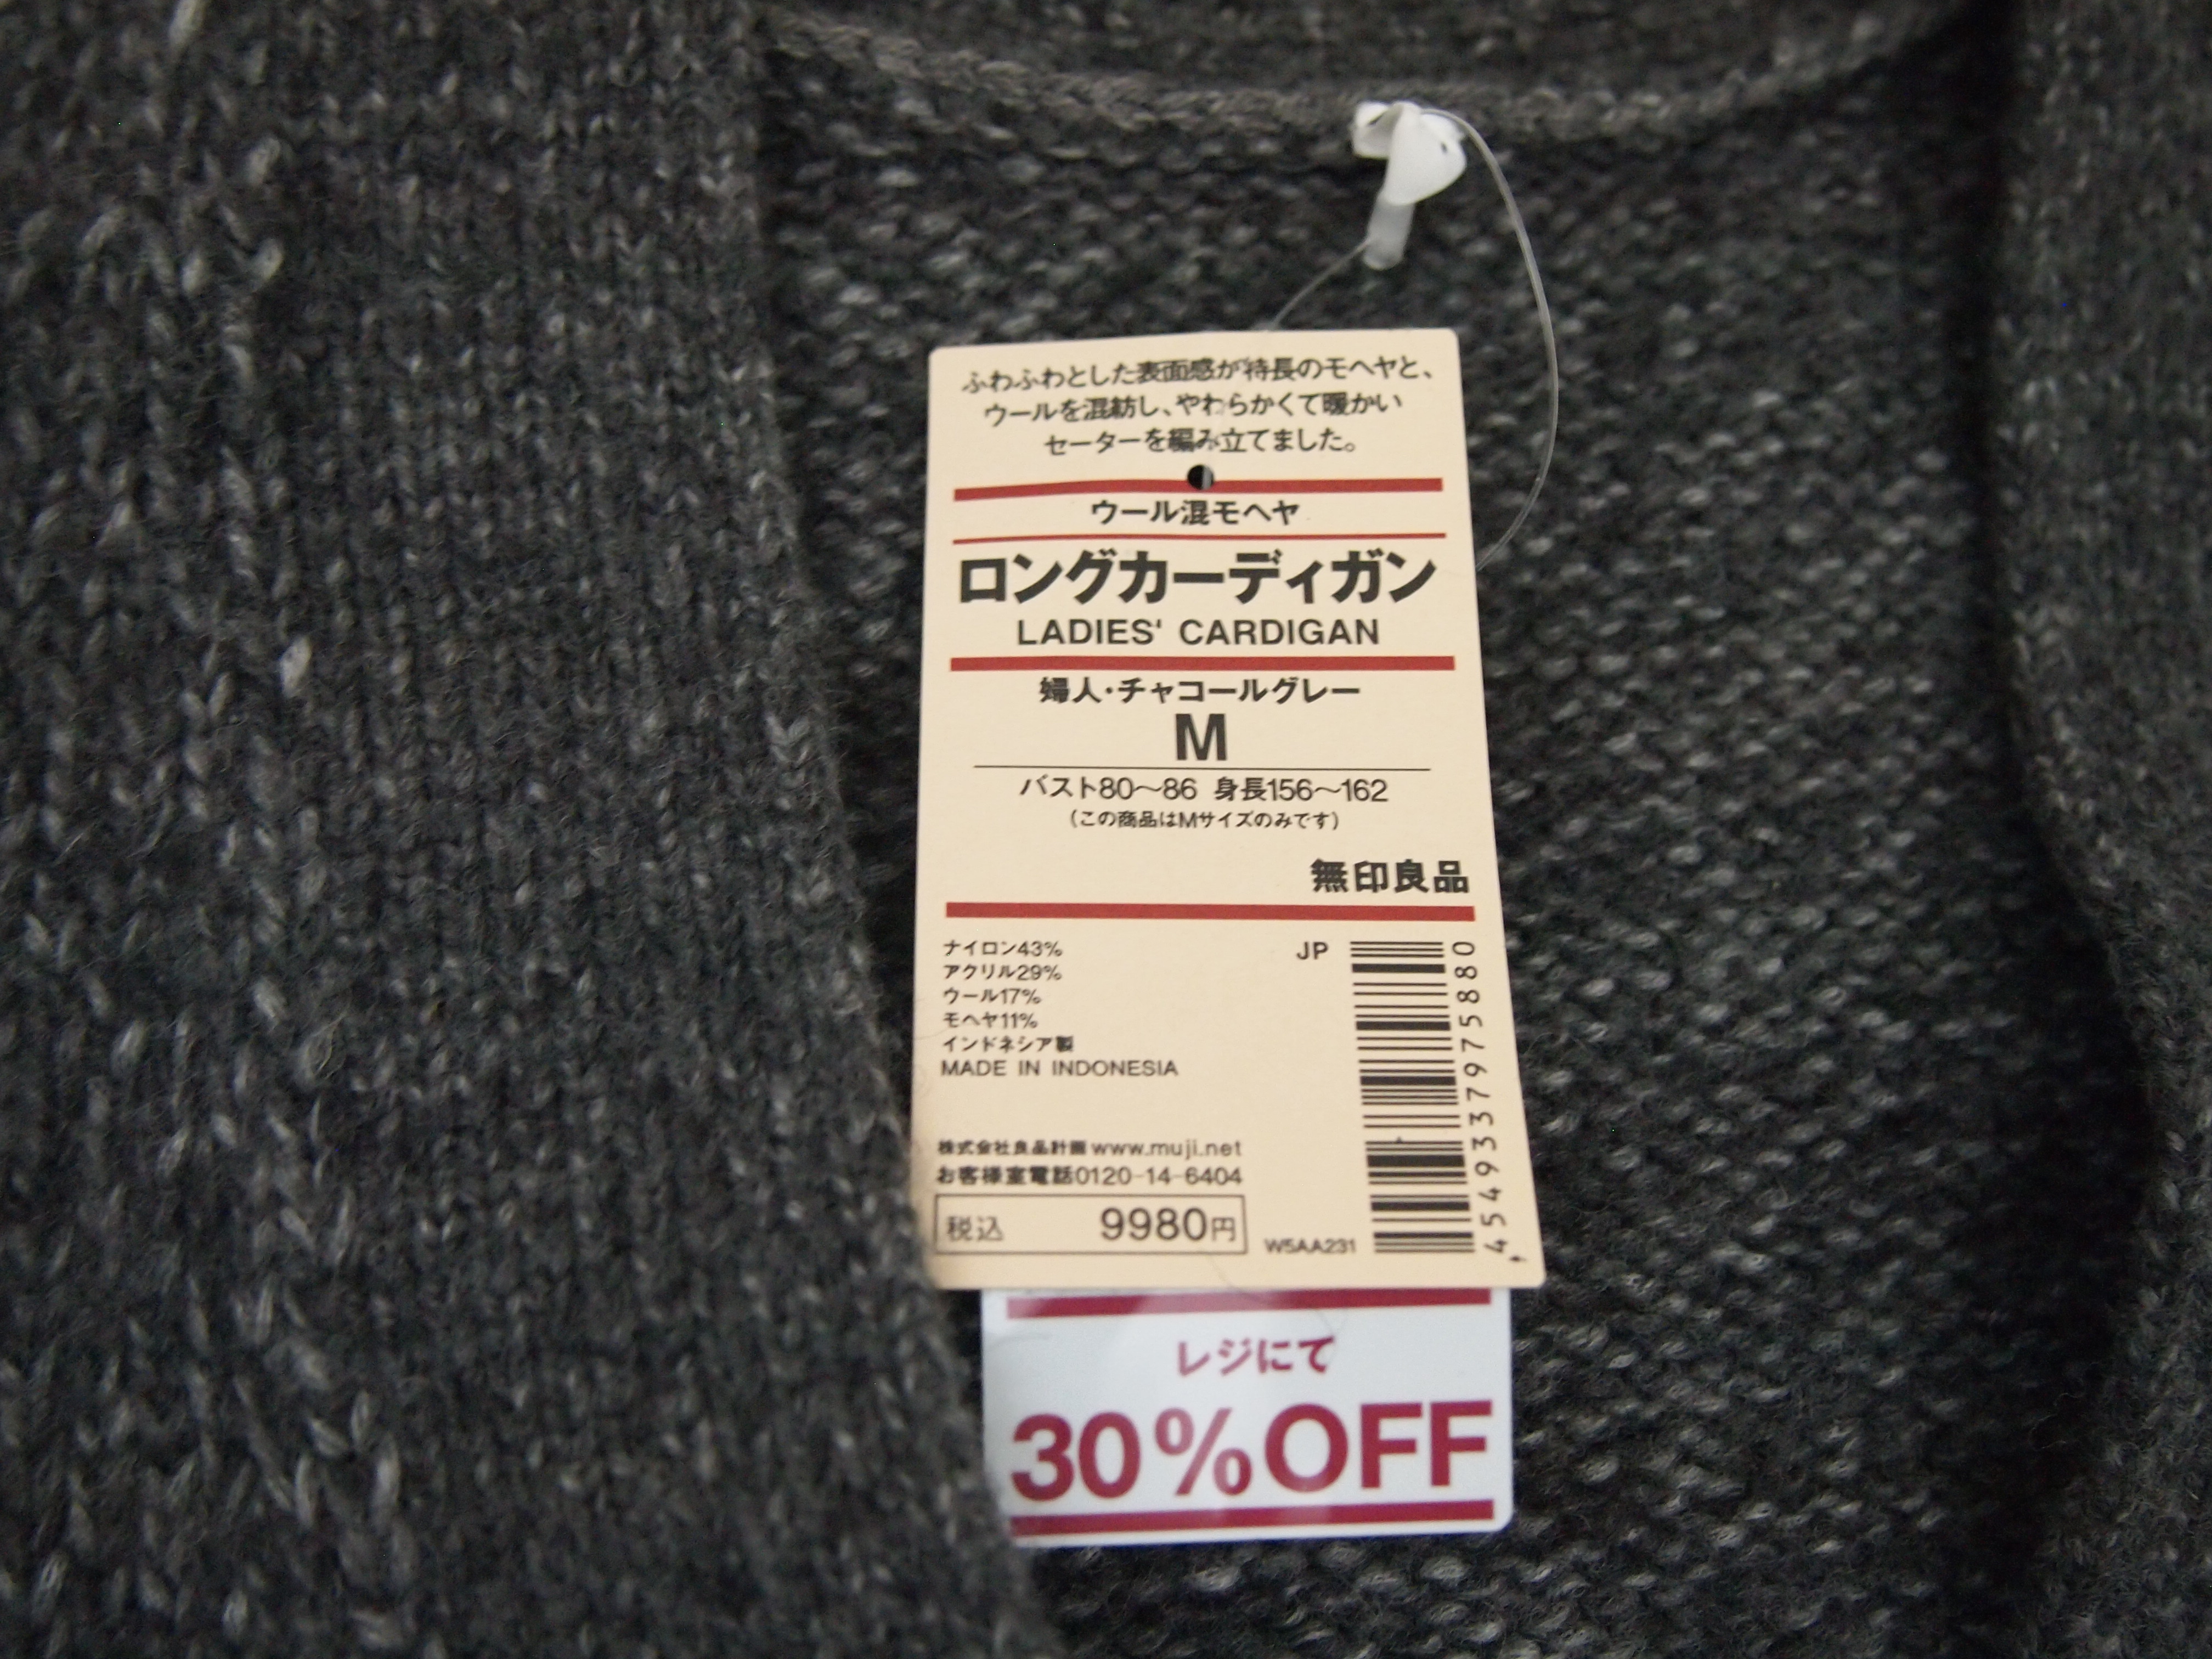 ふわふわとした表面感が特長のモヘヤと、
ウールを混紡し、やわらかくて暖かい
セーターを編み立てました。
ウール混モヘヤ
ロングカーディガン
LADIES' CARDIGAN
婦人・チャコールグレー
M
バスト80〜86 身長156〜162
(この商品はMサイズのみです)
無印良品
ナイロン43%
アクリル29%
ウール17%
モヘヤ11%
インドネシア製
MADE IN INDONESIA
JP
4549337975880
株式会社良品計画 www.muji.net
お客様室電話0120-14-6404
税込 9980円
W5AA231
レジにて
30%OFF